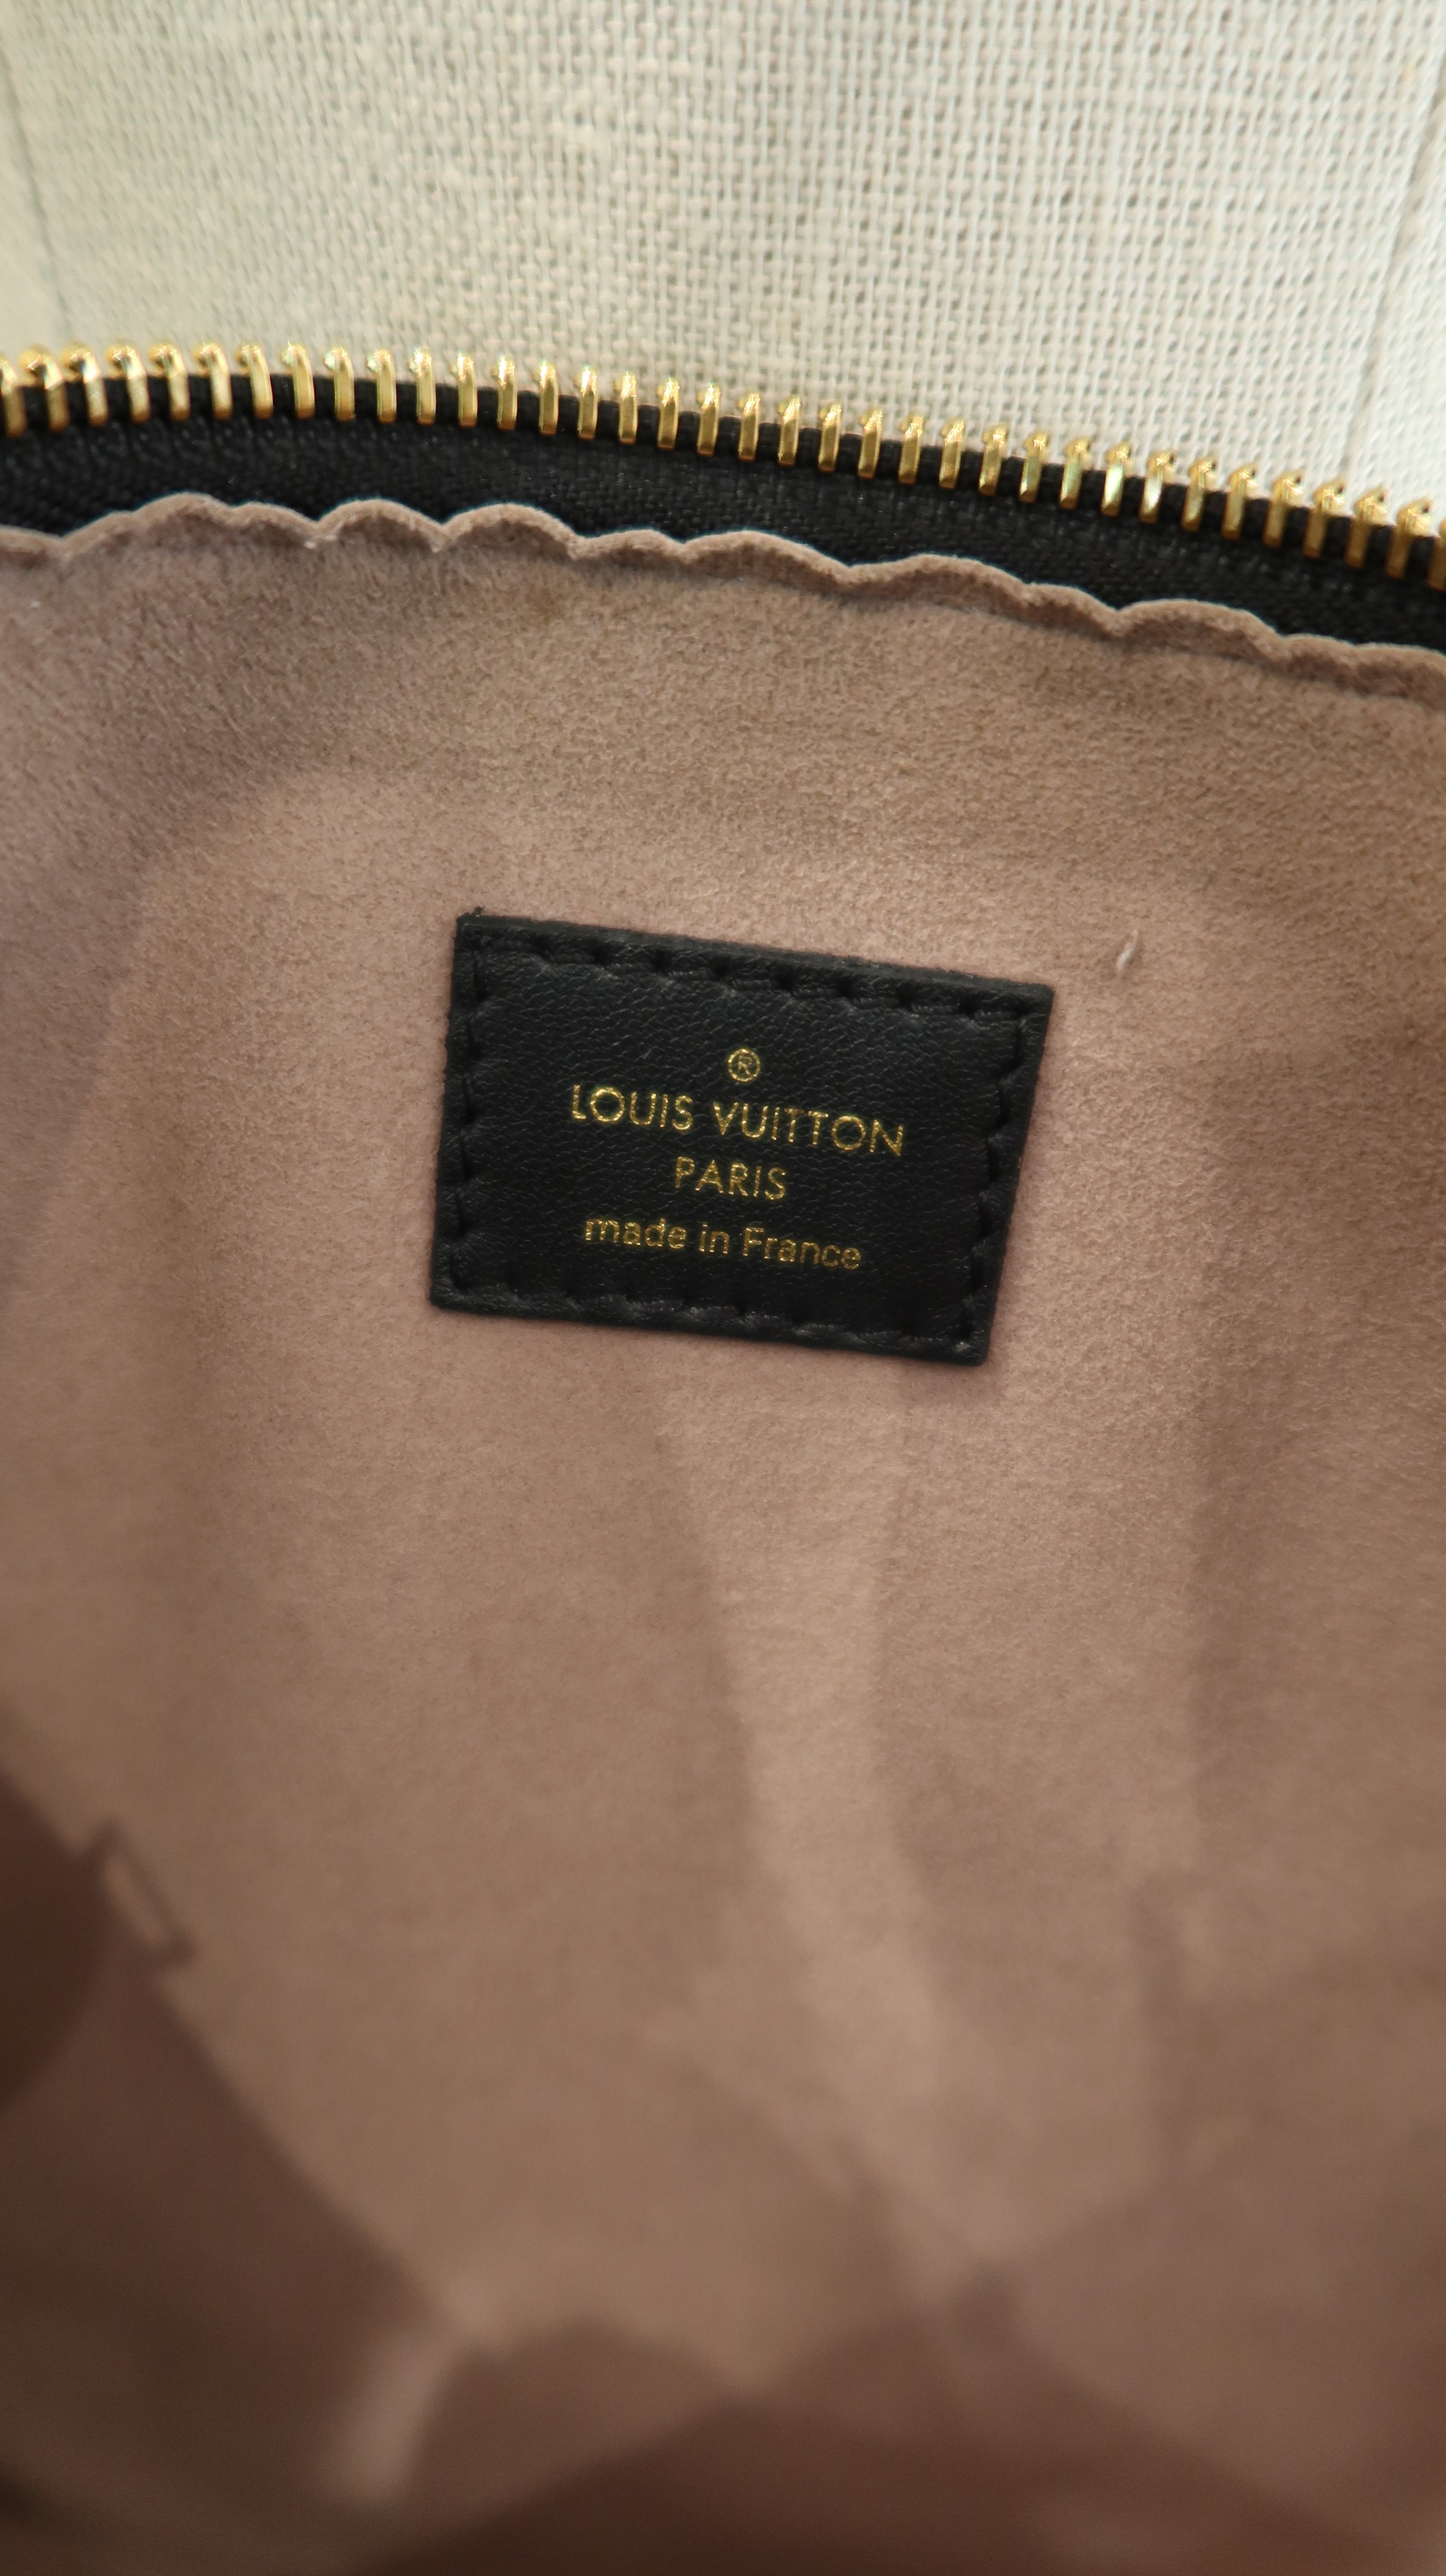 ®
LOUIS VUITTON
PARIS
made in France